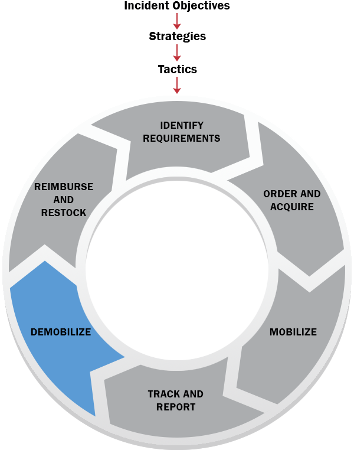 Incident Objectives
Strategies
Tactics
IDENTIFY
REQUIREMENTS
ORDER AND
ACQUIRE
MOBILIZE
TRACK AND
REPORT
DEMOBILIZE
REIMBURSE
AND
RESTOCK